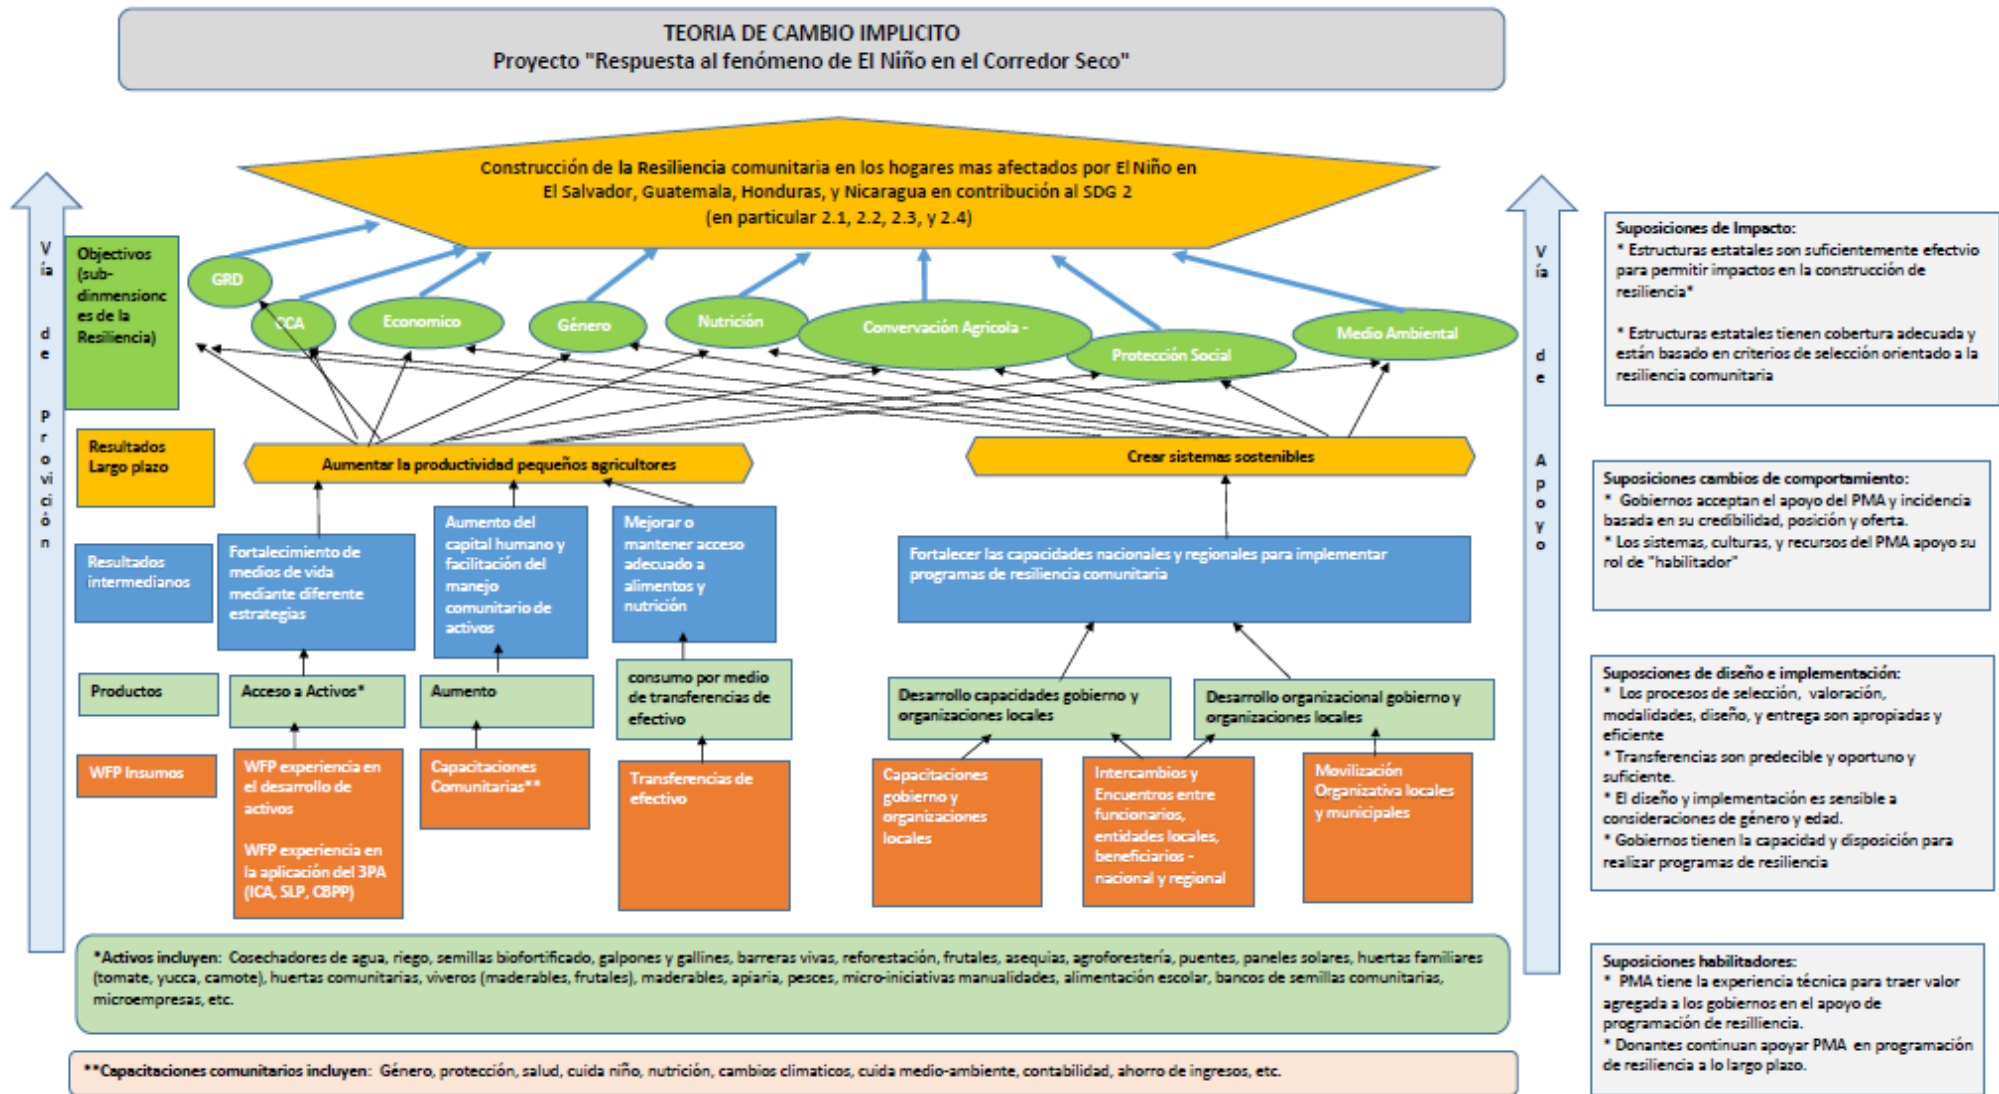 TEORIA DE CAMBIO IMPLICITO
Proyecto "Respuesta al fenómeno de El Niño en el Corredor Seco"
Construcción de la Resiliencia comunitaria en los hogares mas afectados por El Niño en
El Salvador, Guatemala, Honduras, y Nicaragua en contribución al SDG 2
(en particular 2.1, 2.2, 2.3, y 2.4)
Vía de Provición
Objectivos
(sub-
dinmensionc
es de la
Resiliencia)
GRD
CCA
Economico
Género
Nutrición
Convervación Agricola -
Protección Social
Medio Ambiental
Resultados
Largo plazo
Aumentar la productividad pequeños agricultores
Crear sistemas sostenibles
Resultados
intermedianos
Fortalecimiento de
medios de vida
mediante diferente
estrategias
Aumento del
capital humano y
facilitación del
manejo
comunitario de
activos
Mejorar o
mantener acceso
adecuado a
alimentos y
nutrición
Fortalecer las capacidades nacionales y regionales para implementar
programas de resiliencia comunitaria
Productos
Acceso a Activos*
Aumento
consumo por medio
de transferencias de
efectivo
Desarrollo capacidades gobierno y
organizaciones locales
Desarrollo organizacional gobierno y
organizaciones locales
WFP Insumos
WFP experiencia en
el desarrollo de
activos
WFP experiencia en
la aplicación del 3PA
(ICA, SLP, CBPP)
Capacitaciones
Comunitarias**
Transferencias de
efectivo
Capacitaciones
gobierno y
organizaciones
locales
Intercambios y
Encuentros entre
funcionarios,
entidades locales,
beneficiarios -
nacional y regional
Movilización
Organizativa locales
y municipales
*Activos incluyen: Cosechadores de agua, riego, semillas biofortificado, galpones y gallines, barreras vivas, reforestación, frutales, asequias, agroforestería, puentes, paneles solares, huertas familiares
(tomate, yucca, camote), huertas comunitarias, viveros (maderables, frutales), maderables, apiaria, pesces, micro-iniciativas manualidades, alimentación escolar, bancos de semillas comunitarias,
microempresas, etc.
**Capacitaciones comunitarios incluyen: Género, protección, salud, cuida niño, nutrición, cambios climaticos, cuida medio-ambiente, contabilidad, ahorro de ingresos, etc.
Vía de Apoyo
Suposiciones de Impacto:
* Estructuras estatales son suficientemente efectvio
para permitir impactos en la construcción de
resiliencia*
* Estructuras estatales tienen cobertura adecuada y
están basado en criterios de selección orientado a la
resiliencia comunitaria
Suposiciones cambios de comportamiento:
* Gobiernos acceptan el apoyo del PMA y incidencia
basada en su credibilidad, posición y oferta.
* Los sistemas, culturas, y recursos del PMA apoyo su
rol de "habilitador"
Suposciones de diseño e implementación:
* Los procesos de selección, valoración,
modalidades, diseño, y entrega son apropiadas y
eficiente
* Transferencias son predecible y oportuno y
suficiente.
* El diseño y implementación es sensible a
consideraciones de género y edad.
* Gobiernos tienen la capacidad y disposición para
realizar programas de resiliencia
Suposiciones habilitadores:
* PMA tiene la experiencia técnica para traer valor
agregada a los gobiernos en el apoyo de
programación de resilliencia.
* Donantes continuan apoyar PMA en programación
de resiliencia a lo largo plazo.